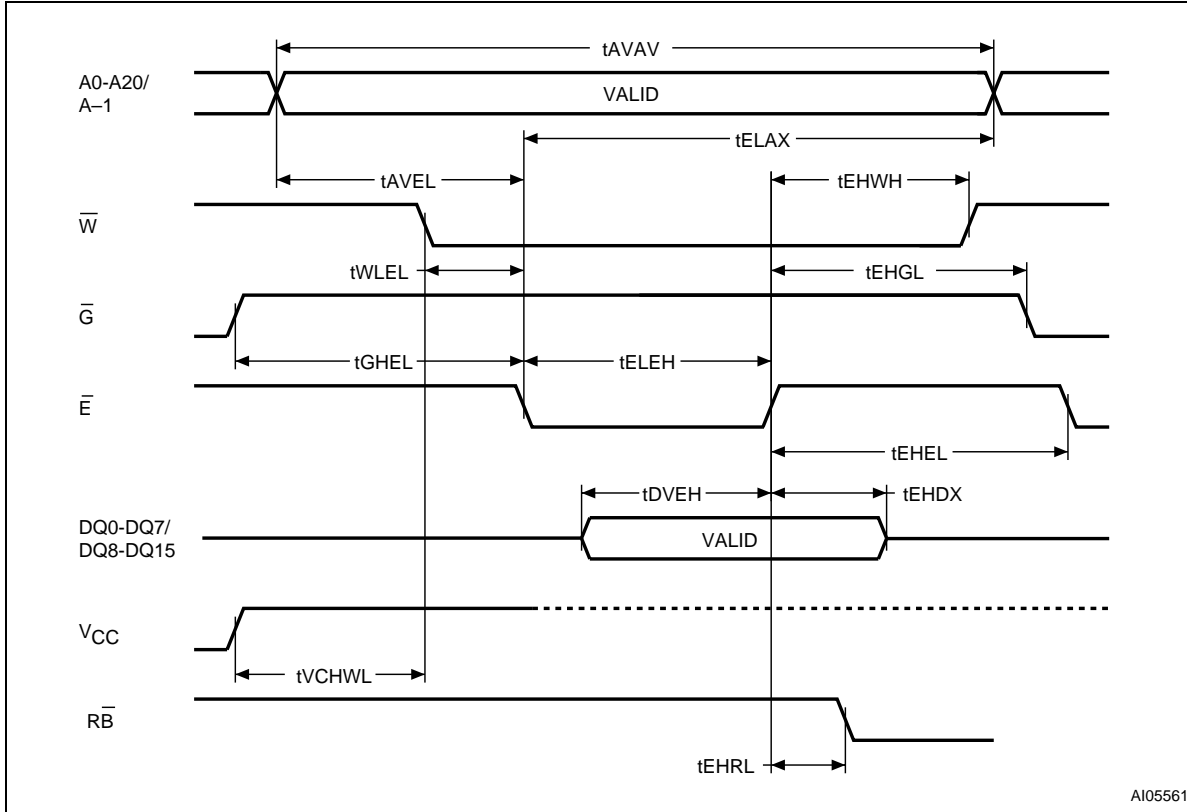 tAVAV
A0-A20/
A–1
VALID
tELAX
tAVEL
tEHWH
W̅
tWLEL
tEHGL
G̅
tGHEL
tELEH
E̅
tEHEL
tDVEH
tEHDX
DQ0-DQ7/
DQ8-DQ15
VALID
VCC
tVCHWL
RB̅
tEHRL
AI05561